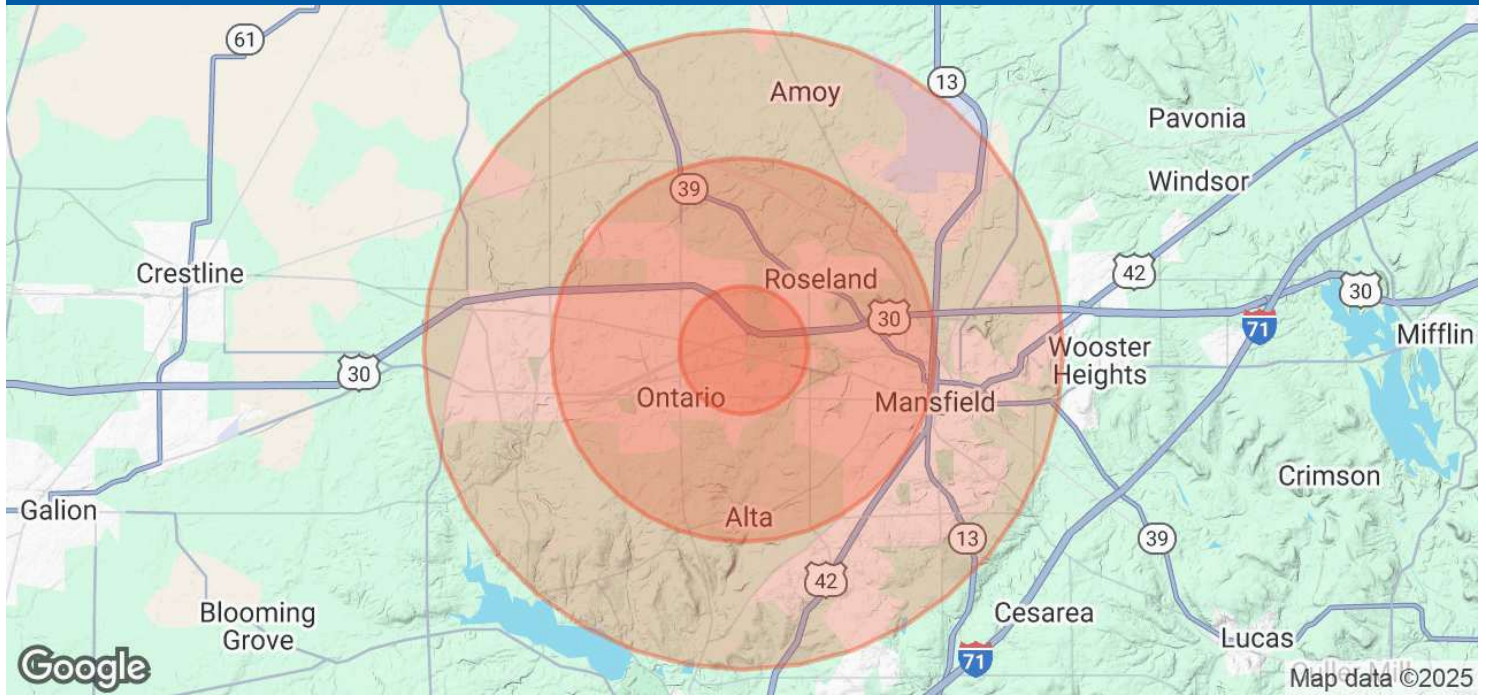 61
Amoy
13
Pavonia
Windsor
39
Crestline
Roseland
42
30
30
Mifflin
71
30
Wooster
Heights
Ontario
Mansfield
Crimson
Galion
Alta
13
39
42
Blooming
Grove
Cesarea
Lucas
71
Google
Map data ©2025